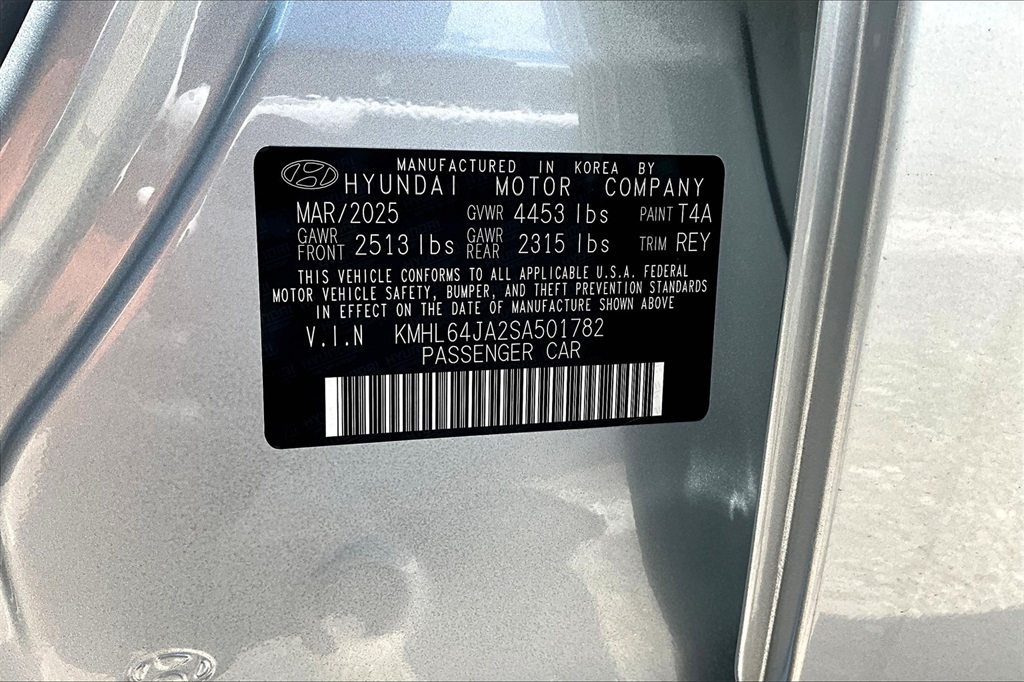 MANUFACTURED IN KOREA BY
HYUNDAI MOTOR COMPANY
MAR/2025 GVWR 4453 lbs PAINT T4A
GAWR FRONT 2513 lbs GAWR REAR 2315 lbs TRIM REY
THIS VEHICLE CONFORMS TO ALL APPLICABLE U.S.A. FEDERAL
MOTOR VEHICLE SAFETY, BUMPER, AND THEFT PREVENTION STANDARDS
IN EFFECT ON THE DATE OF MANUFACTURE SHOWN ABOVE
V.I.N KMHL64JA2SA501782
PASSENGER CAR